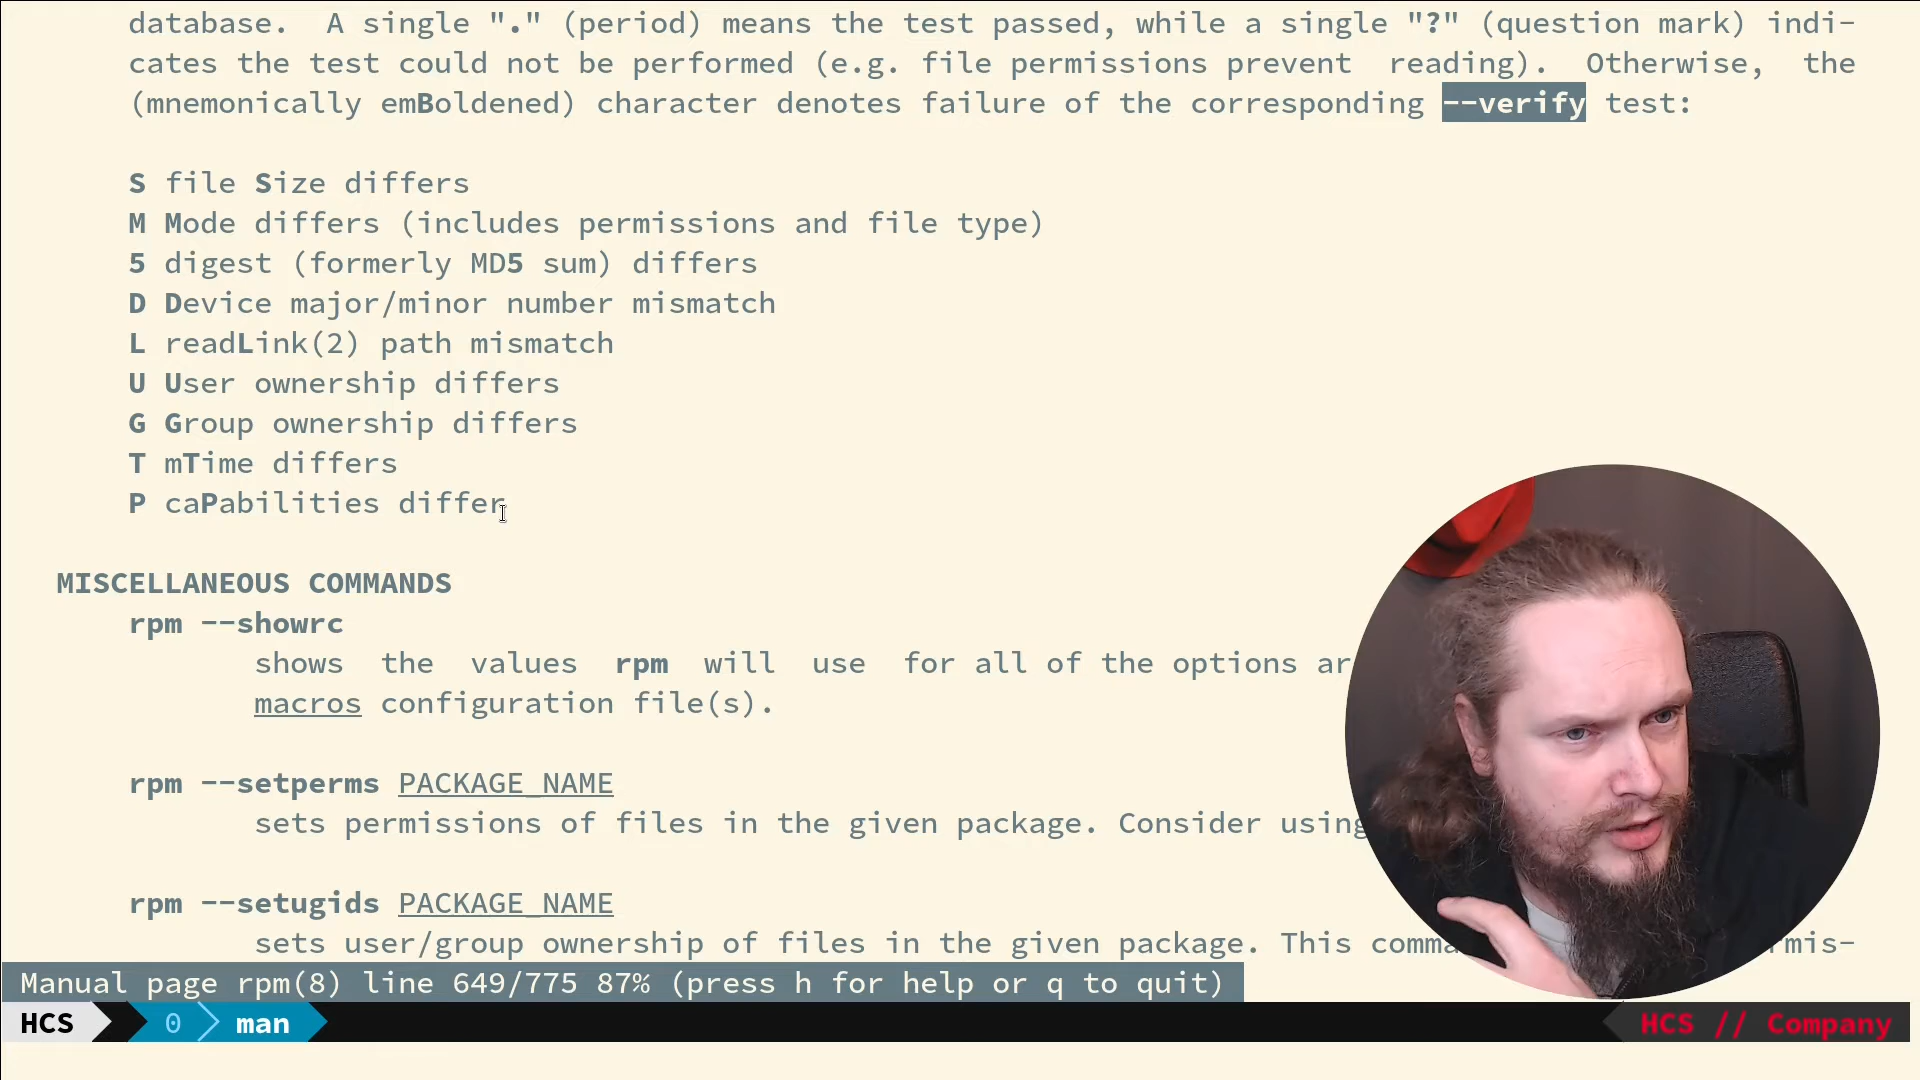 database.  A single "." (period) means the test passed, while a single "?" (question mark) indi-
cates the test could not be performed (e.g. file permissions prevent  reading).  Otherwise,  the
(mnemonically emBoldened) character denotes failure of the corresponding --verify test:
S file Size differs
M Mode differs (includes permissions and file type)
5 digest (formerly MD5 sum) differs
D Device major/minor number mismatch
L readLink(2) path mismatch
U User ownership differs
G Group ownership differs
T mTime differs
P caPabilities differ
MISCELLANEOUS COMMANDS
rpm --showrc
shows  the  values  rpm  will  use  for all of the options
macros configuration file(s).
rpm --setperms PACKAGE_NAME
sets permissions of files in the given package. Consider using
rpm --setugids PACKAGE_NAME
sets user/group ownership of files in the given package. This
Manual page rpm(8) line 649/775 87% (press h for help or q to quit)
HCS 0 man HCS // Company